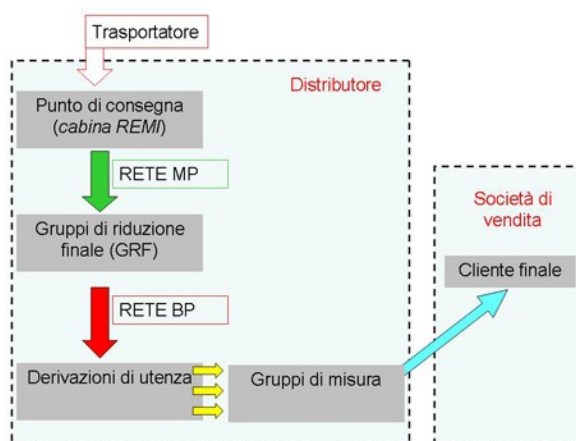 Trasportatore
Distributore
Punto di consegna
(cabina REMI)
RETE MP
Gruppi di riduzione
finale (GRF)
RETE BP
Derivazioni di utenza
Gruppi di misura
Società di
vendita
Cliente finale